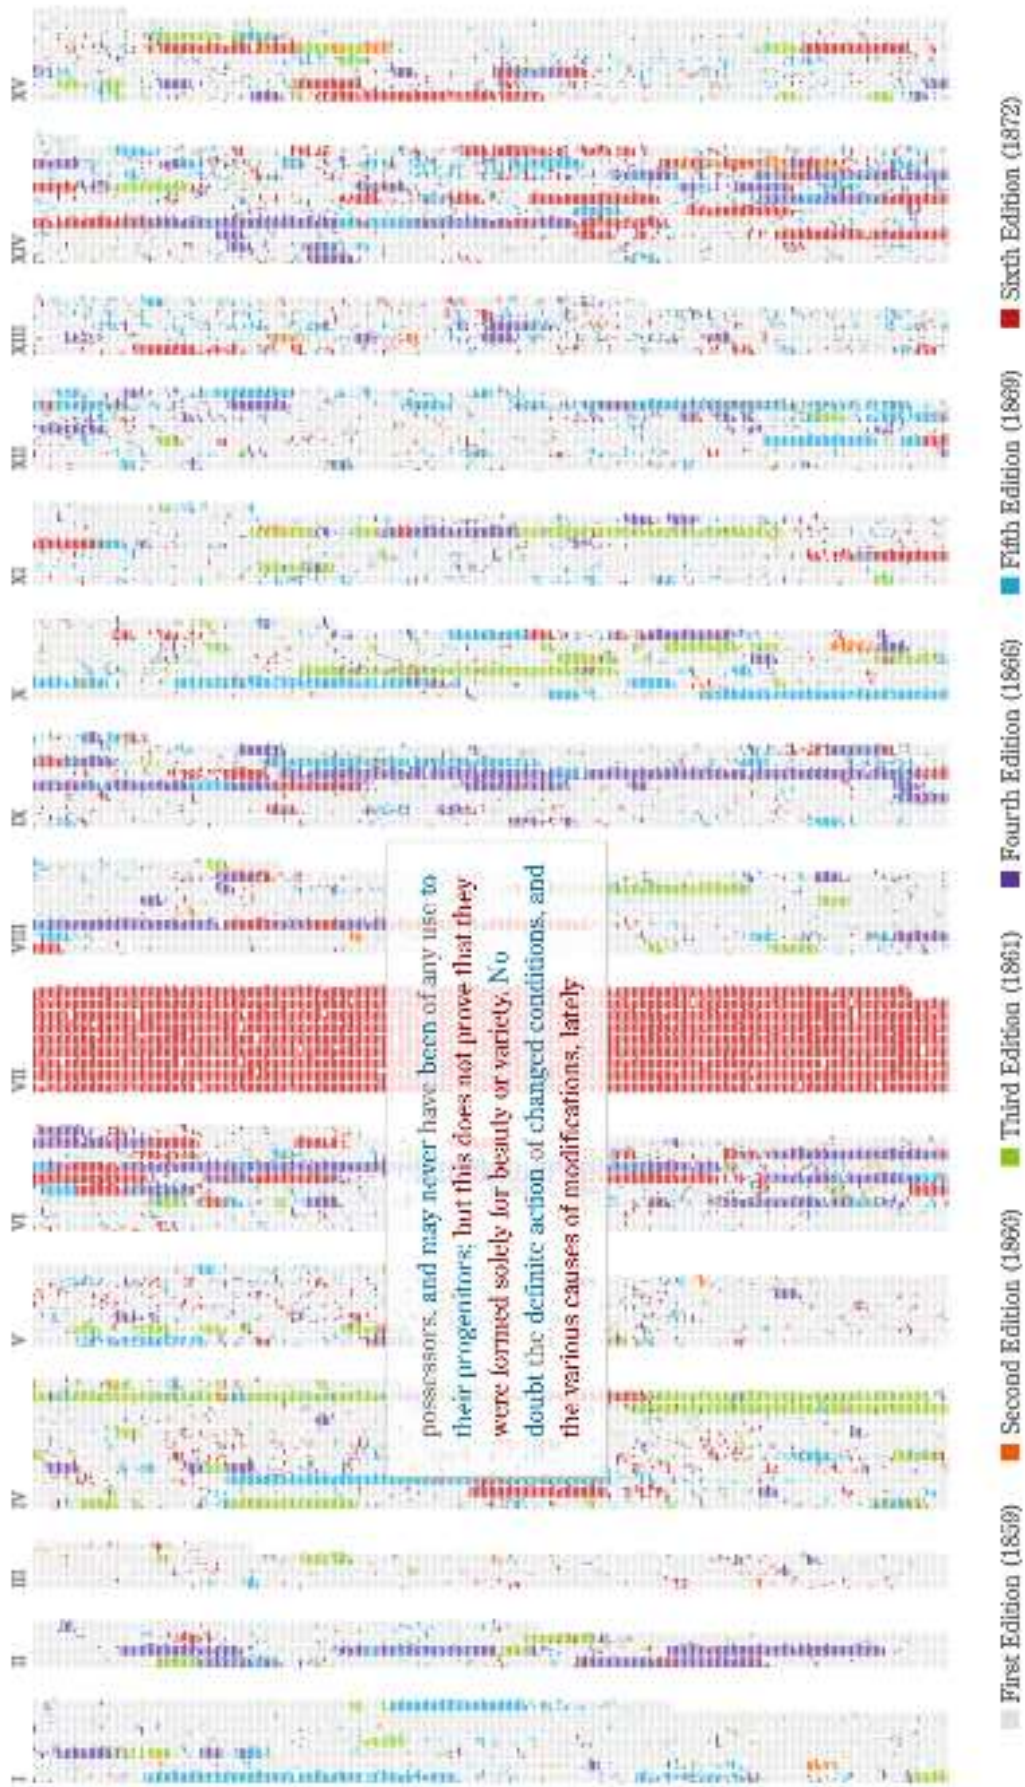 I
II
III
IV
V
VI
VII
VIII
IX
X
XI
XII
XIII
XIV
XV
possessors, and may never have been of any use to
their progenitors; but this does not prove that they
were formed solely for beauty or variety. No
doubt the definite action of changed conditions, and
the various causes of modifications, lately
First Edition (1859)
Second Edition (1860)
Third Edition (1861)
Fourth Edition (1866)
Fifth Edition (1869)
Sixth Edition (1872)